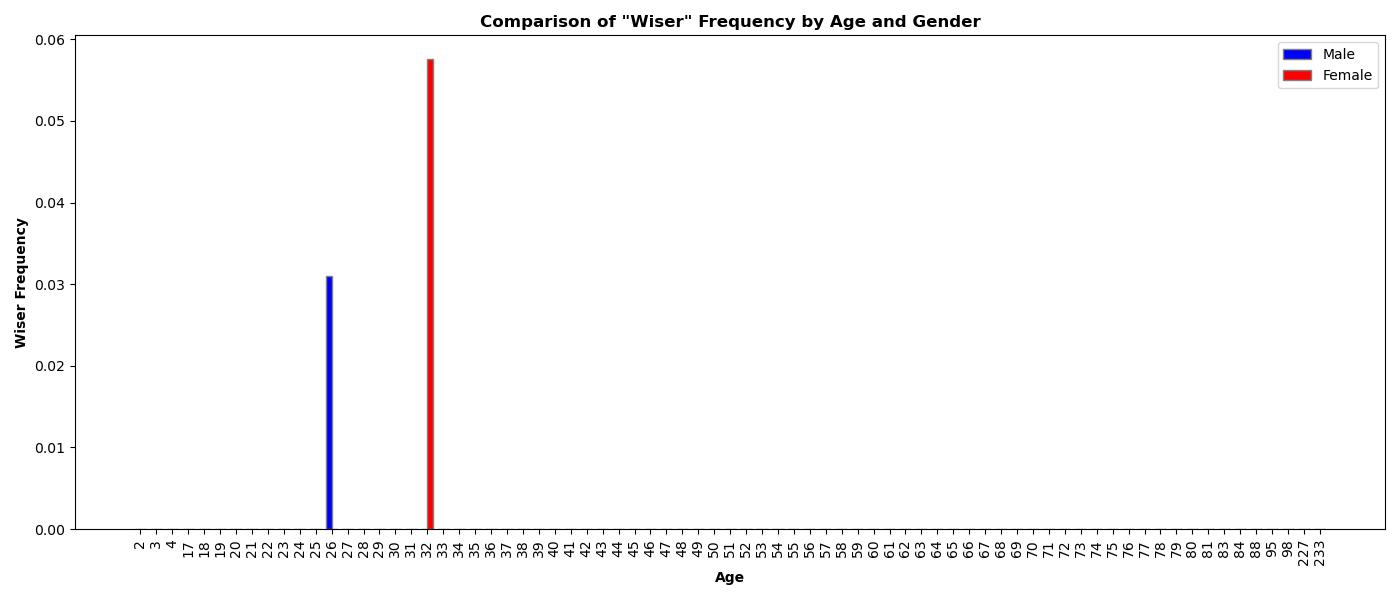 Comparison of "Wiser" Frequency by Age and Gender
Male
Female
0.06
0.05
0.04
0.03
0.02
0.01
0.00
Wiser Frequency
2 3 4 17 18 19 20 21 22 23 24 25 26 27 28 29 30 31 32 33 34 35 36 37 38 39 40 41 42 43 44 45 46 47 48 49 50 51 52 53 54 55 56 57 58 59 60 61 62 63 64 65 66 67 68 69 70 71 72 73 74 75 76 77 78 79 80 81 83 84 88 95 98 227 233
Age